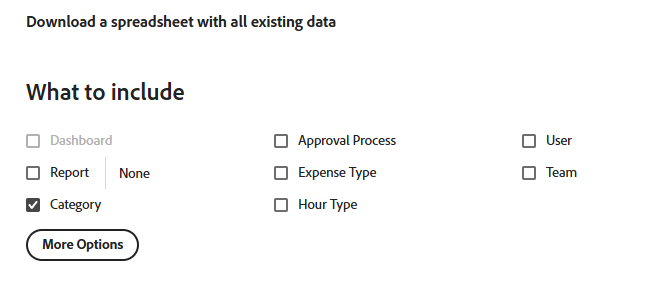 Download a spreadsheet with all existing data
What to include
Dashboard Approval Process User
Report None Expense Type Team
Category Hour Type
More Options